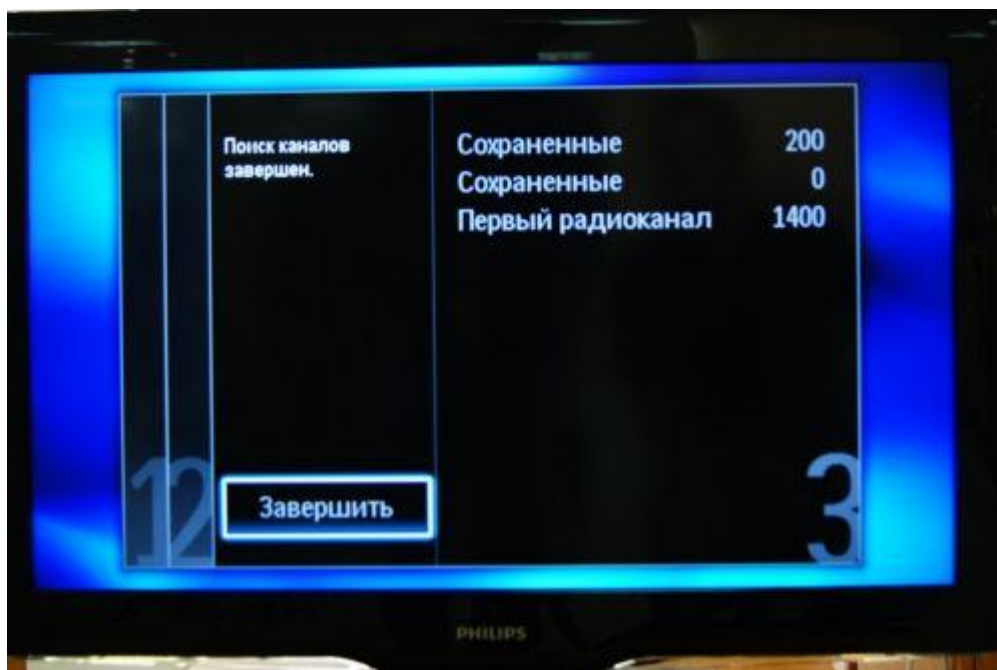 Поиск каналов
завершен.
Сохраненные 200
Сохраненные 0
Первый радиоканал 1400
12
Завершить
3
PHILIPS